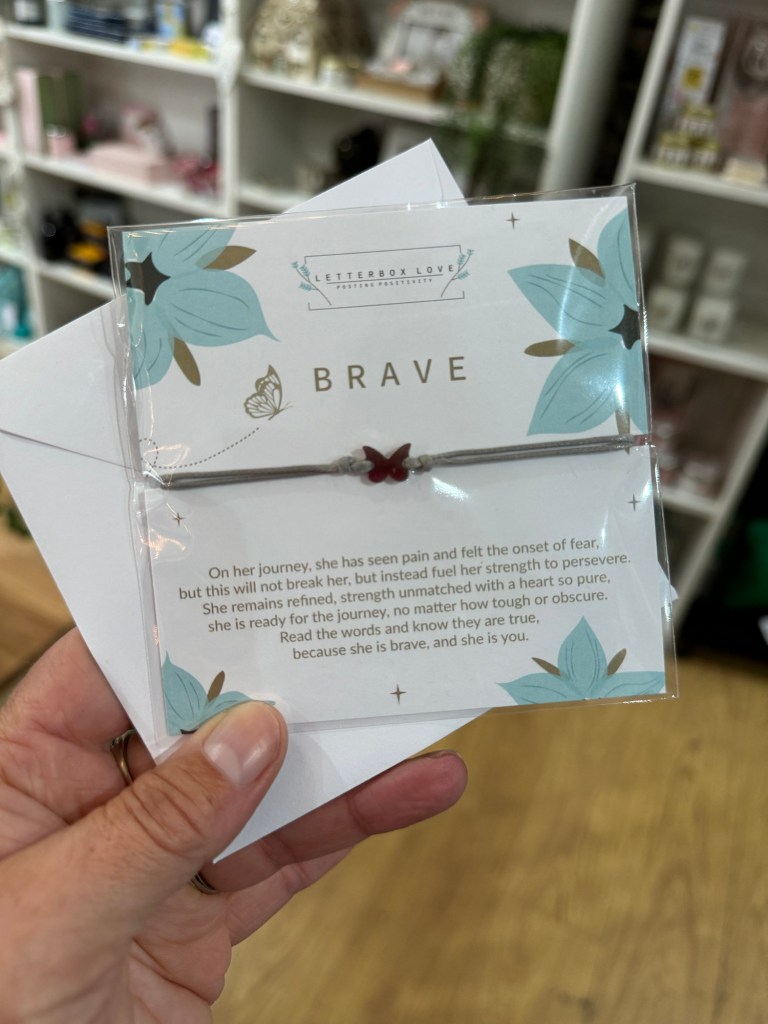 LETTERBOX LOVE
POSTING POSITIVITY
BRAVE
On her journey, she has seen pain and felt the onset of fear,
but this will not break her, but instead fuel her strength to persevere.
She remains refined, strength unmatched with a heart so pure,
she is ready for the journey, no matter how tough or obscure.
Read the words and know they are true,
because she is brave, and she is you.